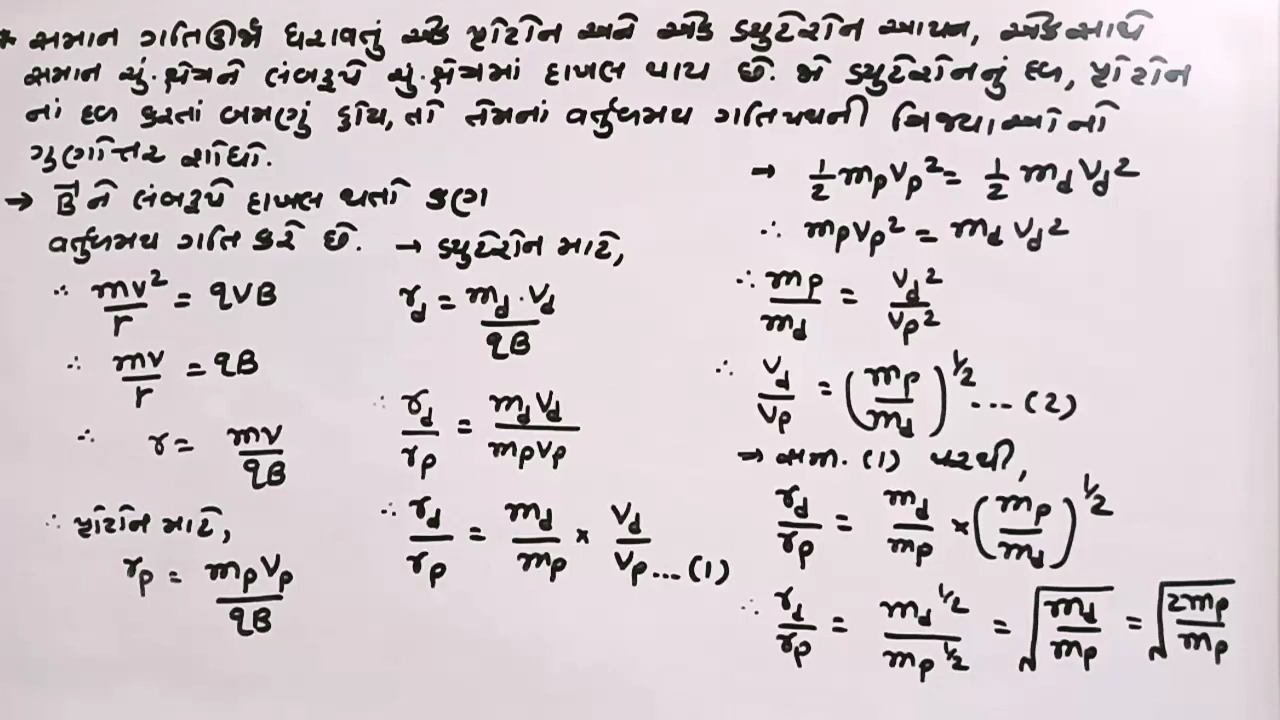 * સમાન ગતિઊર્જા ધરાવતું એક પ્રોટોન અને એક ડ્યુટેરોન આયન, એક સાથે
સમાન ચું.ક્ષેત્રને લંબરૂપે ચું.ક્ષેત્રમાં દાખલ થાય છે. જો ડ્યુટેરોનનું દળ, પ્રોટોન
નાં દળ કરતાં બમણું હોય, તો તેમનાં વર્તુળમય ગતિપથની ત્રિજ્યાઓનો
ગુણોત્તર શોધો.
→ B⃗ ને લંબરૂપે દાખલ થતો કણ
વર્તુળમય ગતિ કરે છે.
∴ mv²/r = qvB
∴ mv/r = qB
∴ r = mv/qB
∴ પ્રોટોન માટે,
rp = mpvp/qB
→ ડ્યુટેરોન માટે,
rd = md·vd/qB
∴ rd/rp = mdvd/mpvp
∴ rd/rp = md/mp × vd/vp ... (1)
→ 1/2 mpvp² = 1/2 mdvd²
∴ mpvp² = mdvd²
∴ mp/md = vd²/vp²
∴ vd/vp = (mp/md)^1/2 ... (2)
→ સમી. (1) પરથી,
rd/rp = md/mp × (mp/md)^1/2
∴ rd/rp = md^1/2/mp^1/2 = √(md/mp) = √(2mp/mp)